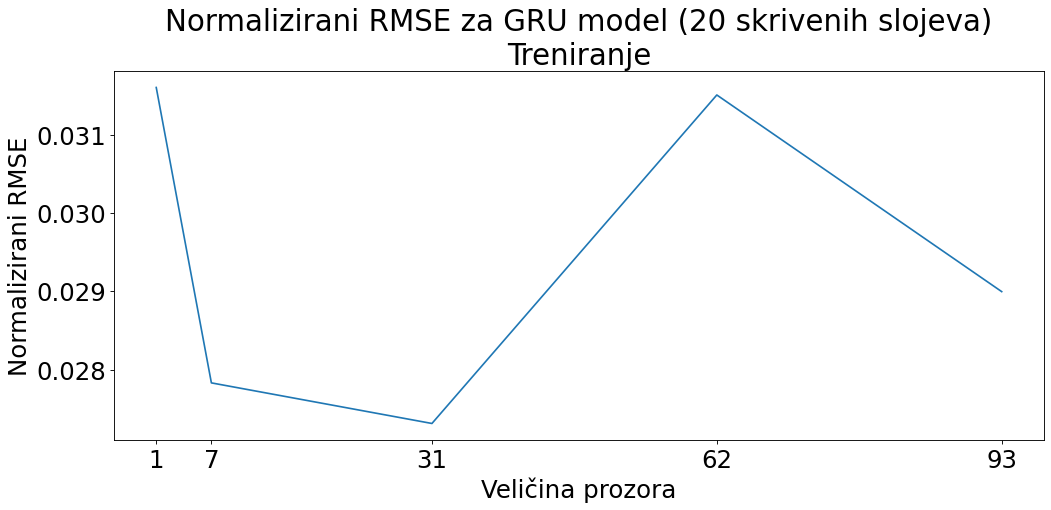 Normalizirani RMSE za GRU model (20 skrivenih slojeva)
Treniranje
Normalizirani RMSE
0.031
0.030
0.029
0.028
1 7 31 62 93
Veličina prozora